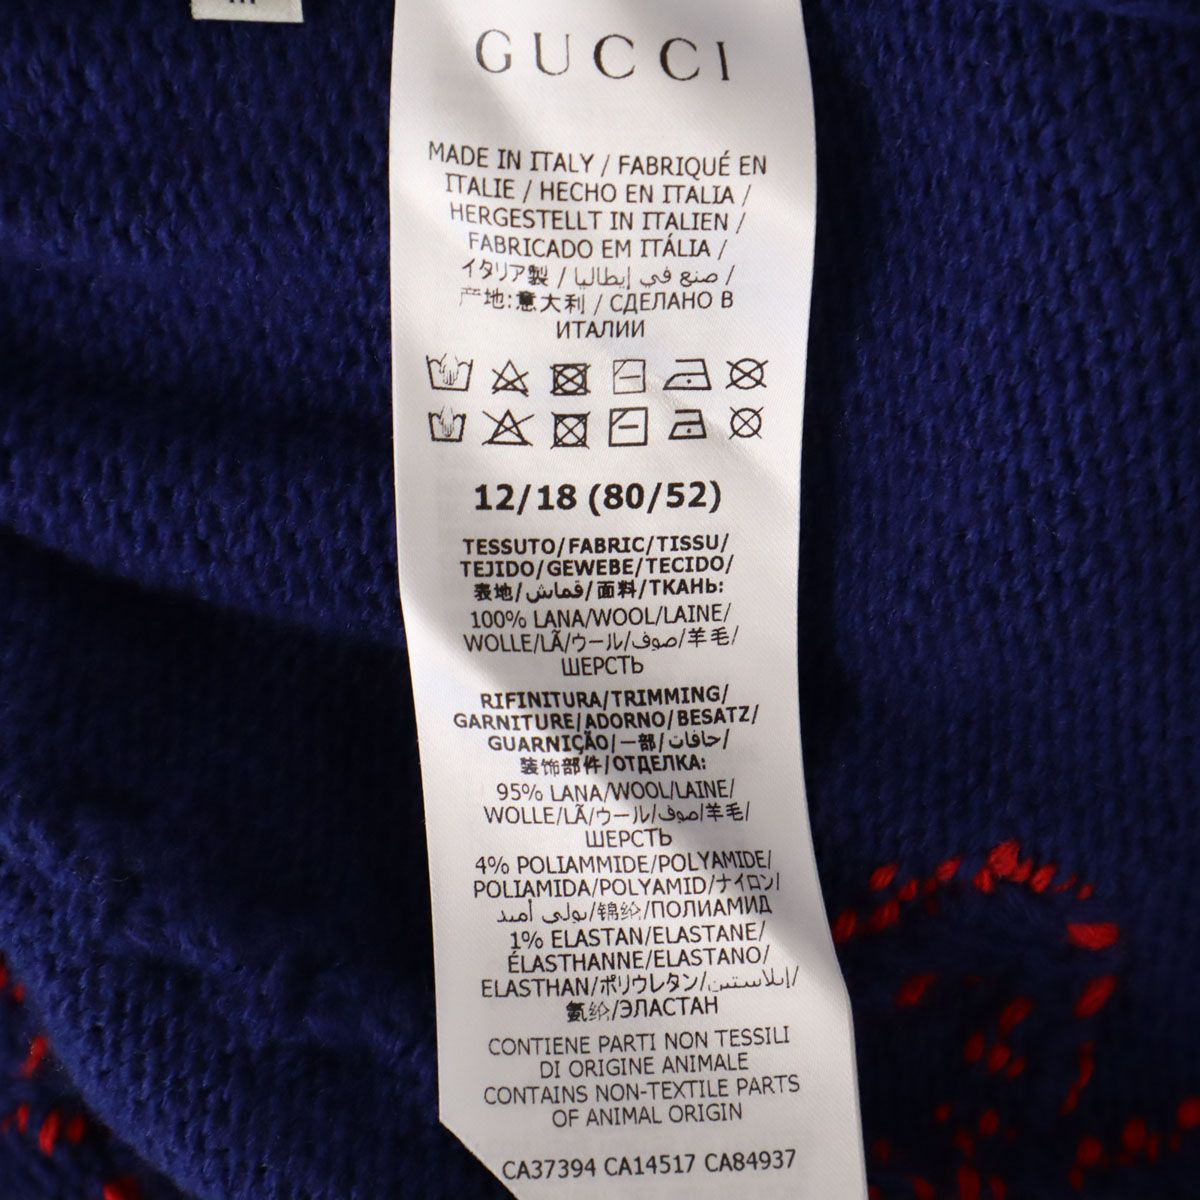 GUCCI
MADE IN ITALY / FABRIQUÉ EN
ITALIE / HECHO EN ITALIA /
HERGESTELLT IN ITALIEN /
FABRICADO EM ITÁLIA /
イタリア製 / صنع في إيطاليا /
产地:意大利 / СДЕЛАНО В
ИТАЛИИ
12/18 (80/52)
TESSUTO/FABRIC/TISSU/
TEJIDO/GEWEBE/TECIDO/
表地/قماش/面料/ТКАНЬ:
100% LANA/WOOL/LAINE/
WOLLE/LÃ/ウール/صوف/羊毛/
ШЕРСТЬ
RIFINITURA/TRIMMING/
GARNITURE/ADORNO/BESATZ/
GUARNIÇÃO/一部/حافات/
装饰部件/ОТДЕЛКА:
95% LANA/WOOL/LAINE/
WOLLE/LÃ/ウール/صوف/羊毛/
ШЕРСТЬ
4% POLIAMMIDE/POLYAMIDE/
POLIAMIDA/POLYAMID/ナイロン/
بولي أميد/锦纶/ПОЛИАМИД
1% ELASTAN/ELASTANE/
ÉLASTHANNE/ELASTANO/
ELASTHAN/ポリウレタン/إيلاستين/
氨纶/ЭЛАСТАН
CONTIENE PARTI NON TESSILI
DI ORIGINE ANIMALE
CONTAINS NON-TEXTILE PARTS
OF ANIMAL ORIGIN
CA37394 CA14517 CA84937